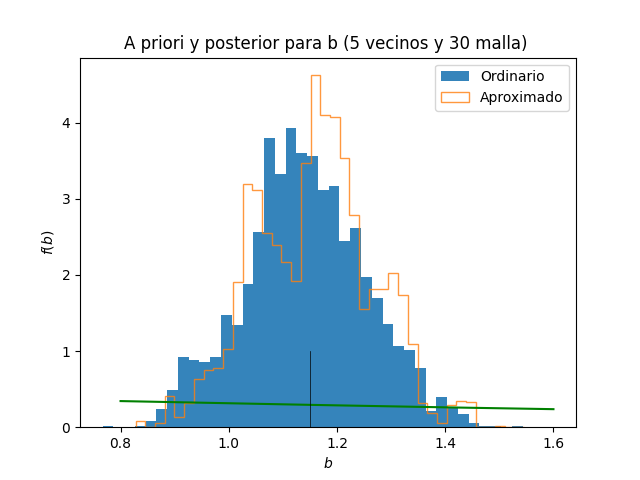 A priori y posterior para b (5 vecinos y 30 malla)
Ordinario
Aproximado
f(b)
4
3
2
1
0
0.8 1.0 1.2 1.4 1.6
b